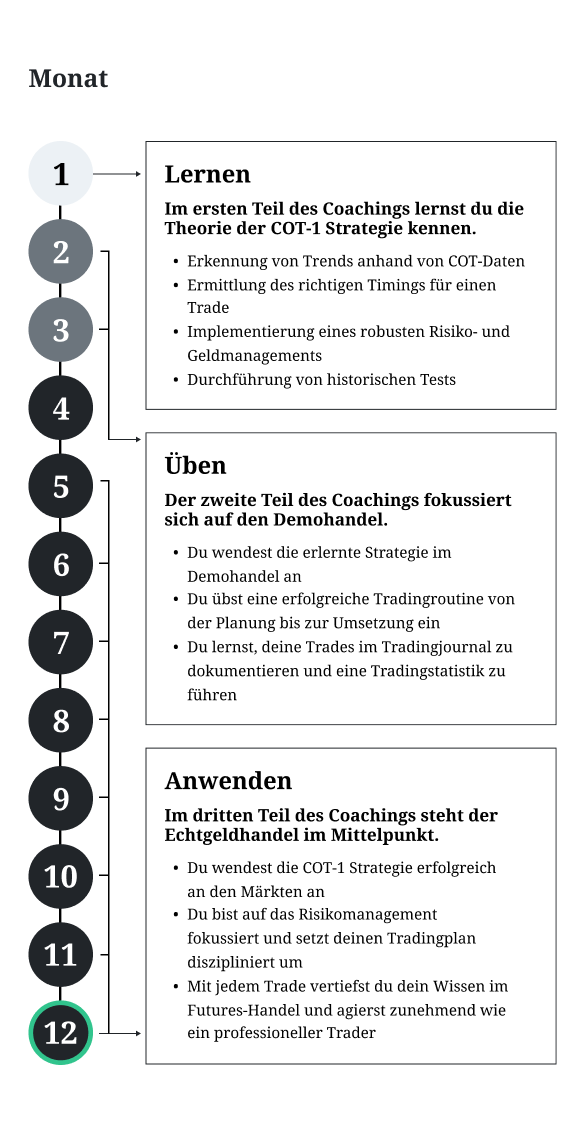 Monat
1
2
3
4
5
6
7
8
9
10
11
12
Lernen
Im ersten Teil des Coachings lernst du die
Theorie der COT-1 Strategie kennen.
• Erkennung von Trends anhand von COT-Daten
• Ermittlung des richtigen Timings für einen
Trade
• Implementierung eines robusten Risiko- und
Geldmanagements
• Durchführung von historischen Tests
Üben
Der zweite Teil des Coachings fokussiert
sich auf den Demohandel.
• Du wendest die erlernte Strategie im
Demohandel an
• Du übst eine erfolgreiche Tradingroutine von
der Planung bis zur Umsetzung ein
• Du lernst, deine Trades im Tradingjournal zu
dokumentieren und eine Tradingstatistik zu
führen
Anwenden
Im dritten Teil des Coachings steht der
Echtgeldhandel im Mittelpunkt.
• Du wendest die COT-1 Strategie erfolgreich
an den Märkten an
• Du bist auf das Risikomanagement
fokussiert und setzt deinen Tradingplan
diszipliniert um
• Mit jedem Trade vertiefst du dein Wissen im
Futures-Handel und agierst zunehmend wie
ein professioneller Trader